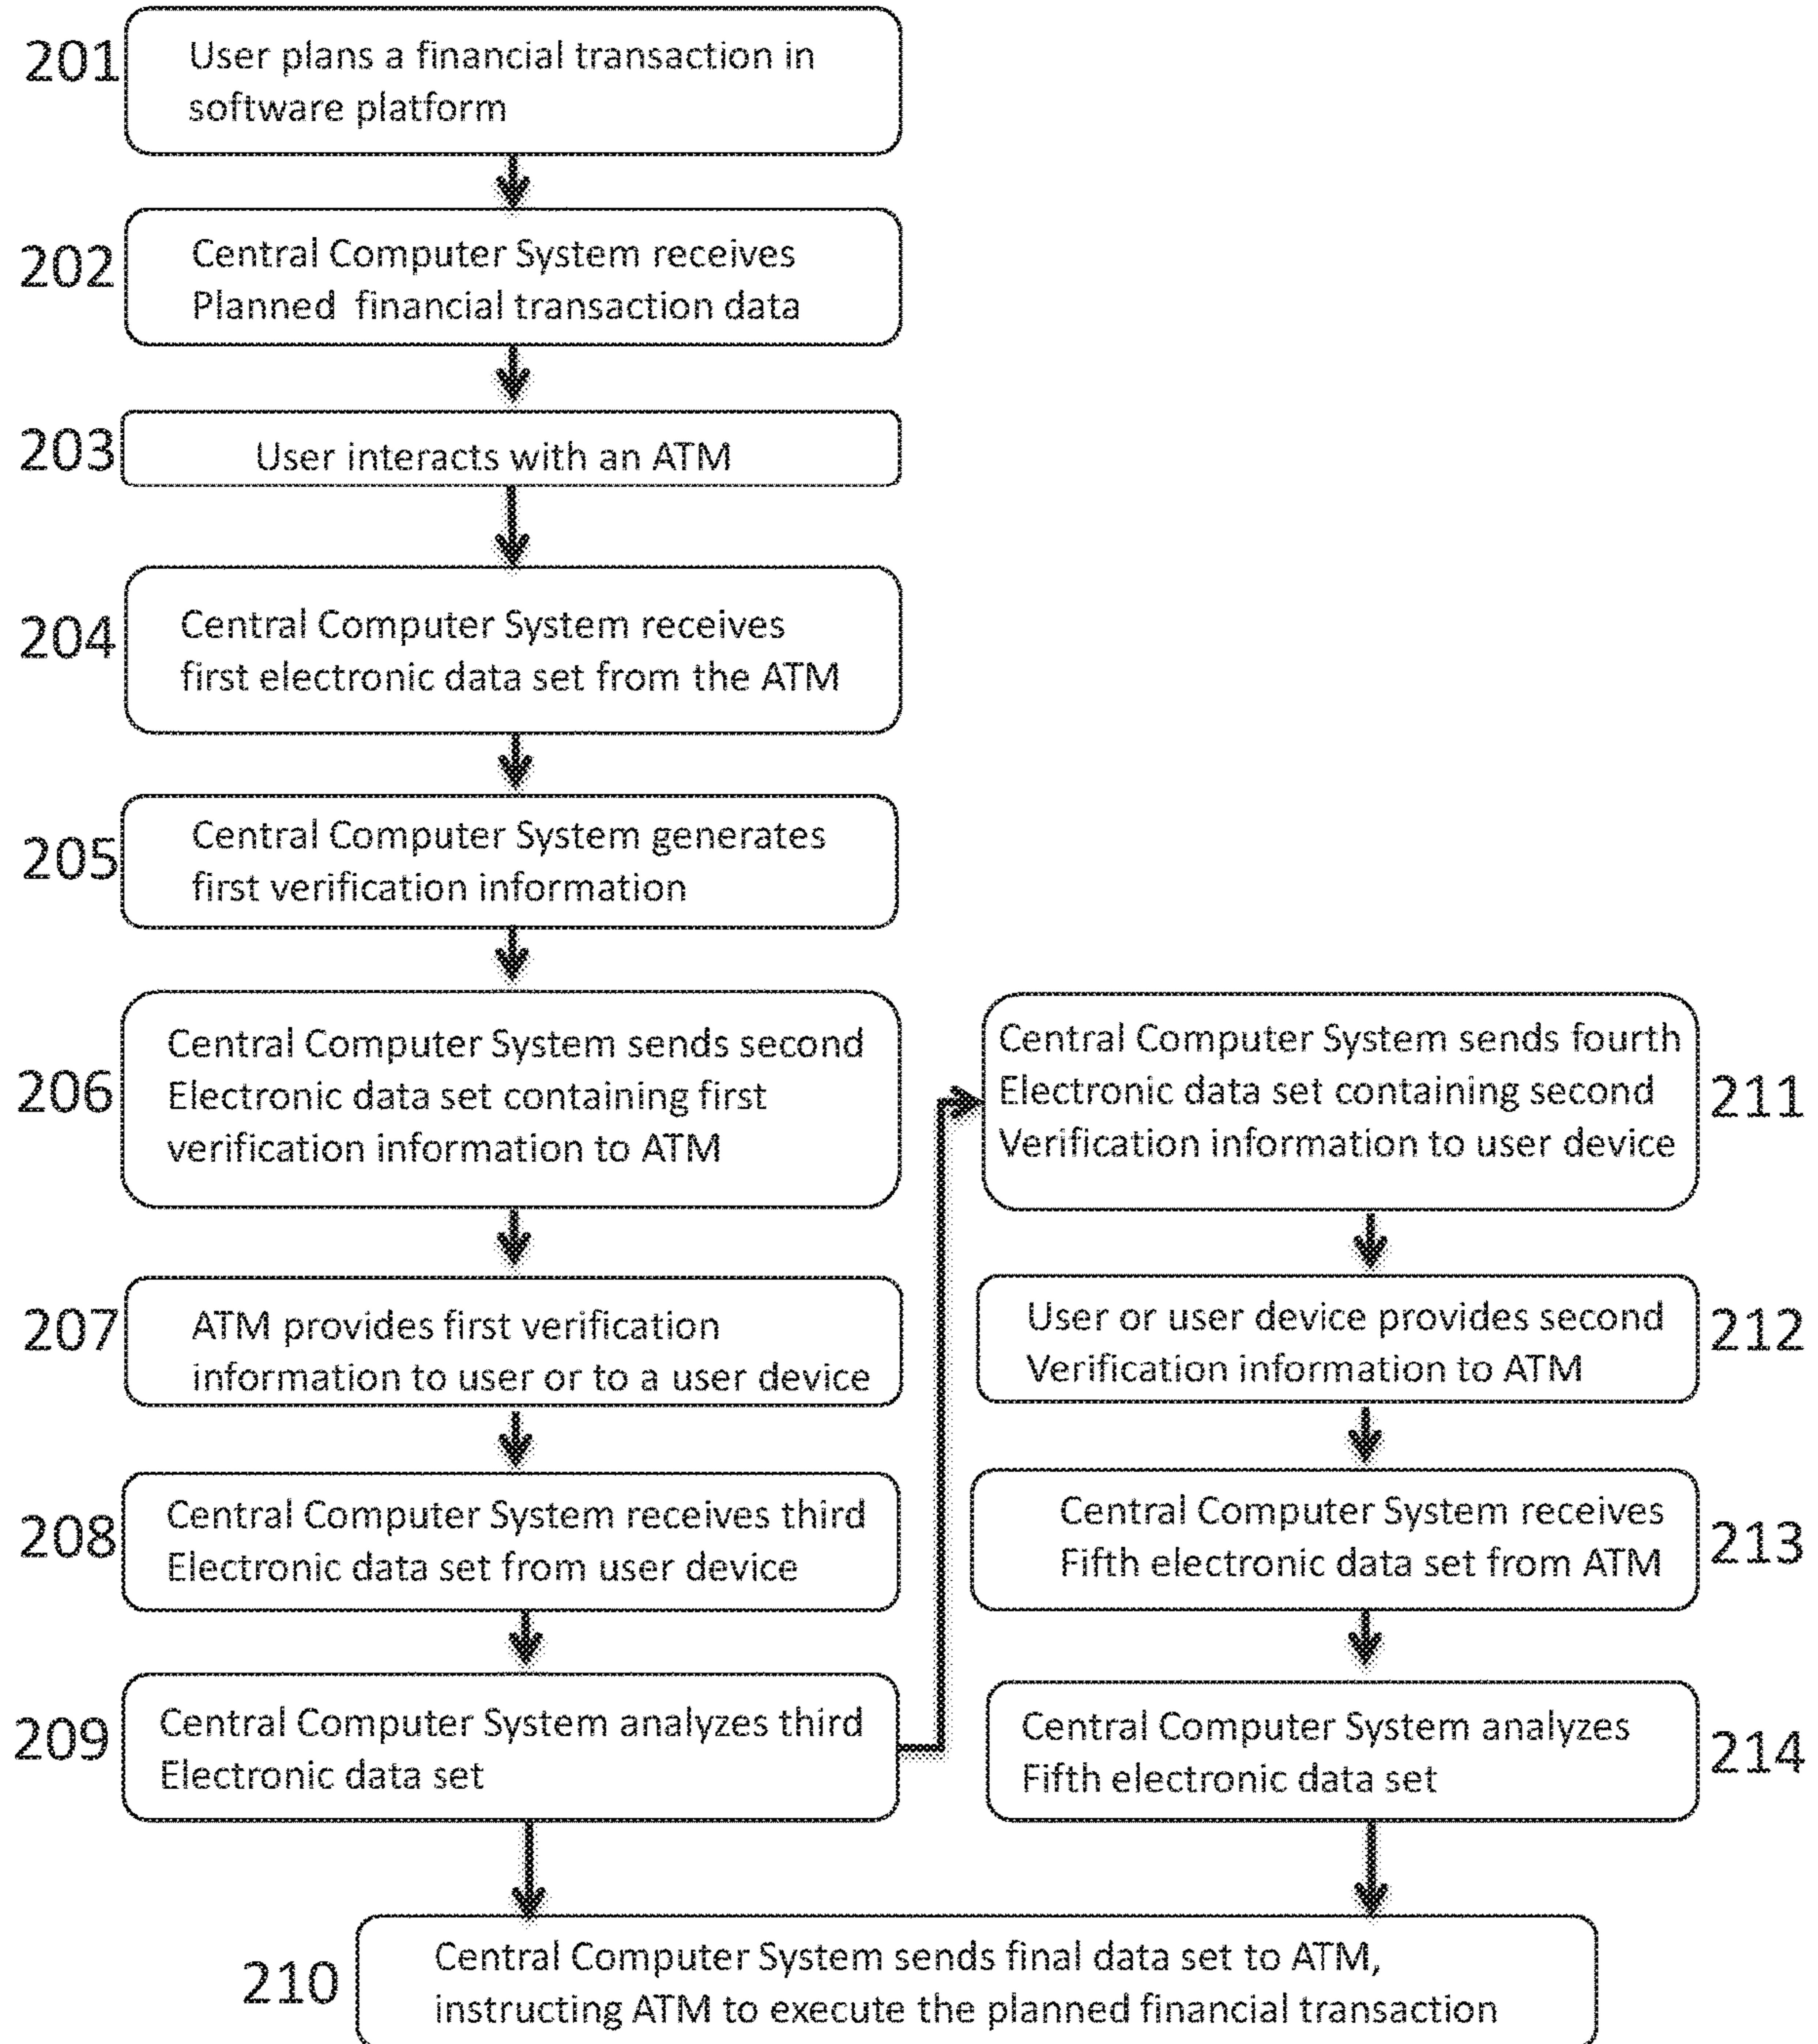 201
User plans a financial transaction in
software platform
202
Central Computer System receives
Planned financial transaction data
203
User interacts with an ATM
204
Central Computer System receives
first electronic data set from the ATM
205
Central Computer System generates
first verification information
206
Central Computer System sends second
Electronic data set containing first
verification information to ATM
207
ATM provides first verification
information to user or to a user device
208
Central Computer System receives third
Electronic data set from user device
209
Central Computer System analyzes third
Electronic data set
Central Computer System sends fourth
Electronic data set containing second
Verification information to user device
211
User or user device provides second
Verification information to ATM
212
Central Computer System receives
Fifth electronic data set from ATM
213
Central Computer System analyzes
Fifth electronic data set
214
210
Central Computer System sends final data set to ATM,
instructing ATM to execute the planned financial transaction